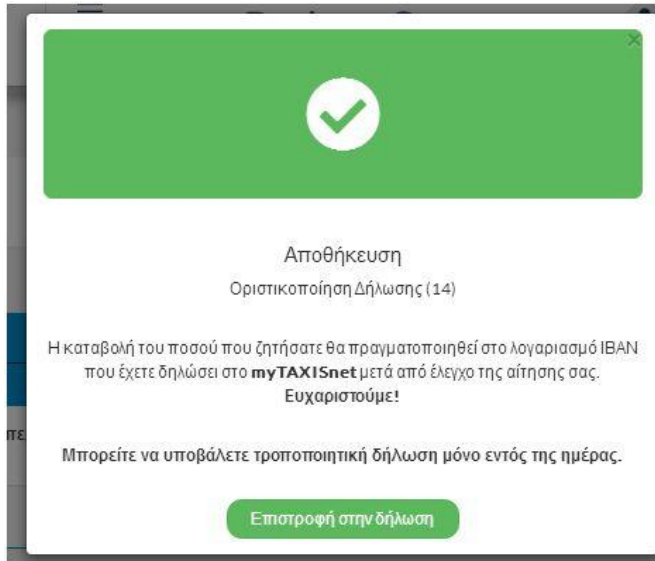 ×
Αποθήκευση
Οριστικοποίηση Δήλωσης (14)
Η καταβολή του ποσού που ζητήσατε θα πραγματοποιηθεί στο λογαριασμό IBAN
που έχετε δηλώσει στο myTAXISnet μετά από έλεγχο της αίτησης σας.
Ευχαριστούμε!
Μπορείτε να υποβάλετε τροποποιητική δήλωση μόνο εντός της ημέρας.
Επιστροφή στην δήλωση